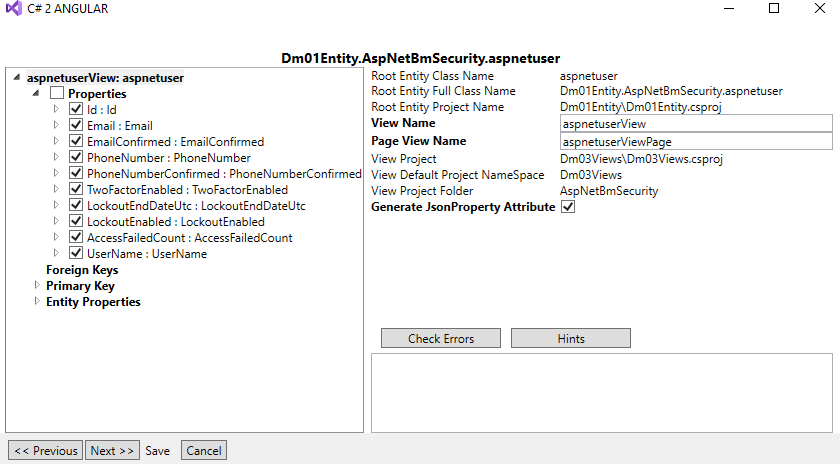 C# 2 ANGULAR
Dm01Entity.AspNetBmSecurity.aspnetuser
aspnetuserView: aspnetuser
Properties
Id : Id
Email : Email
EmailConfirmed : EmailConfirmed
PhoneNumber : PhoneNumber
PhoneNumberConfirmed : PhoneNumberConfirmed
TwoFactorEnabled : TwoFactorEnabled
LockoutEndDateUtc : LockoutEndDateUtc
LockoutEnabled : LockoutEnabled
AccessFailedCount : AccessFailedCount
UserName : UserName
Foreign Keys
Primary Key
Entity Properties
Root Entity Class Name aspnetuser
Root Entity Full Class Name Dm01Entity.AspNetBmSecurity.aspnetuser
Root Entity Project Name Dm01Entity\Dm01Entity.csproj
View Name aspnetuserView
Page View Name aspnetuserViewPage
View Project Dm03Views\Dm03Views.csproj
View Default Project NameSpace Dm03Views
View Project Folder AspNetBmSecurity
Generate JsonProperty Attribute
Check Errors Hints
<< Previous Next >> Save Cancel